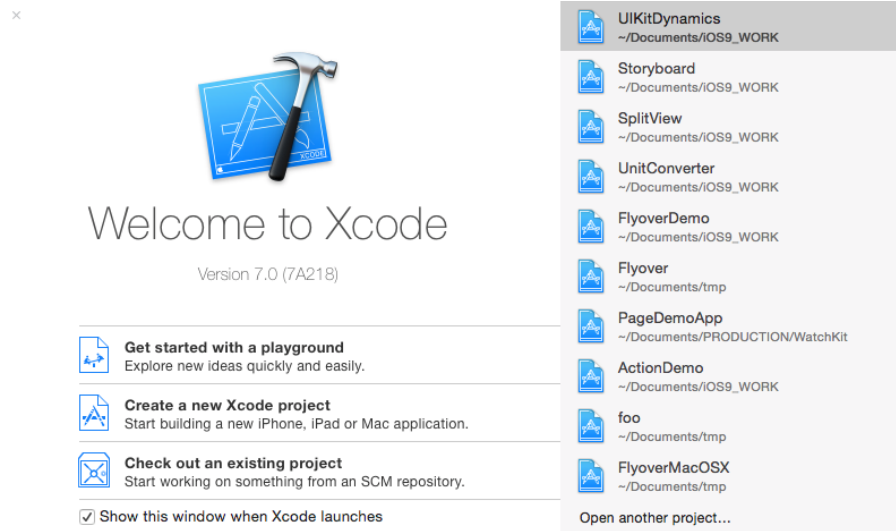 XCODE
Welcome to Xcode
Version 7.0 (7A218)
Get started with a playground
Explore new ideas quickly and easily.
Create a new Xcode project
Start building a new iPhone, iPad or Mac application.
Check out an existing project
Start working on something from an SCM repository.
Show this window when Xcode launches
UIKitDynamics
~/Documents/iOS9_WORK
Storyboard
~/Documents/iOS9_WORK
SplitView
~/Documents/iOS9_WORK
UnitConverter
~/Documents/iOS9_WORK
FlyoverDemo
~/Documents/iOS9_WORK
Flyover
~/Documents/tmp
PageDemoApp
~/Documents/PRODUCTION/WatchKit
ActionDemo
~/Documents/iOS9_WORK
foo
~/Documents/tmp
FlyoverMacOSX
~/Documents/tmp
Open another project...